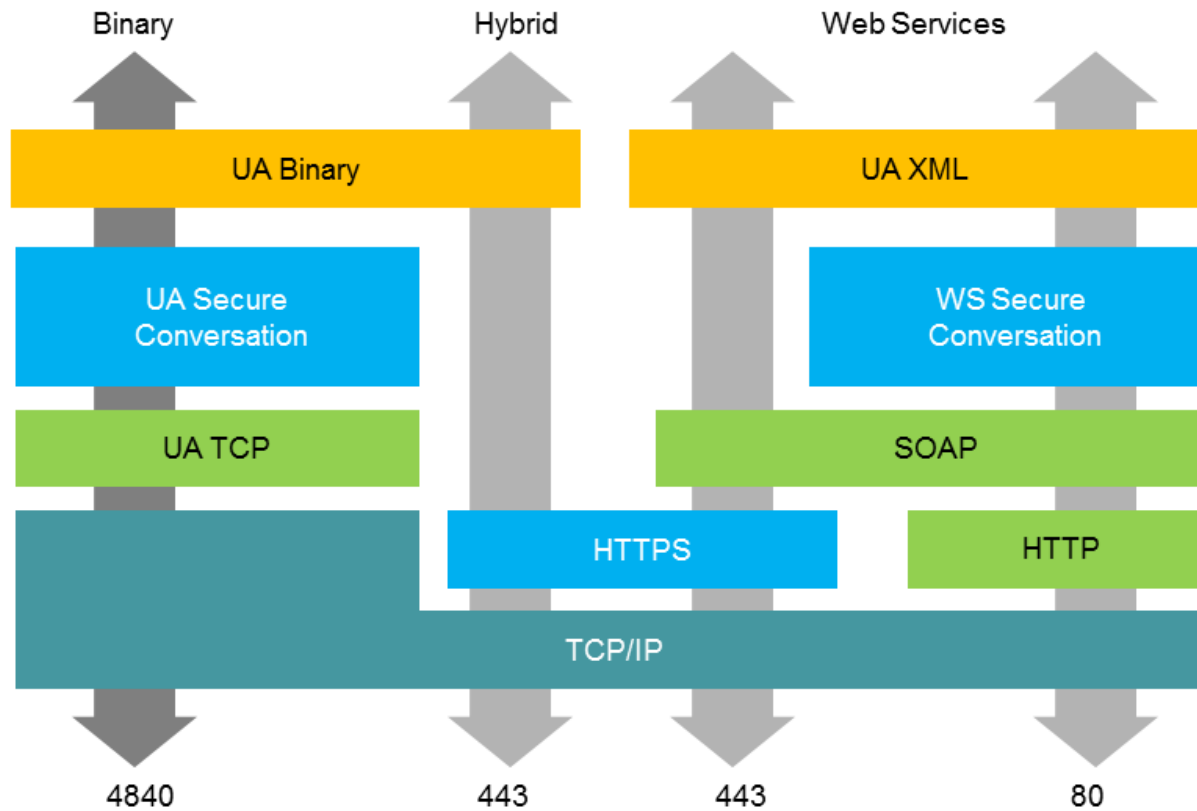 Binary
Hybrid
Web Services
UA Binary
UA XML
UA Secure
Conversation
WS Secure
Conversation
UA TCP
SOAP
HTTPS
HTTP
TCP/IP
4840
443
443
80